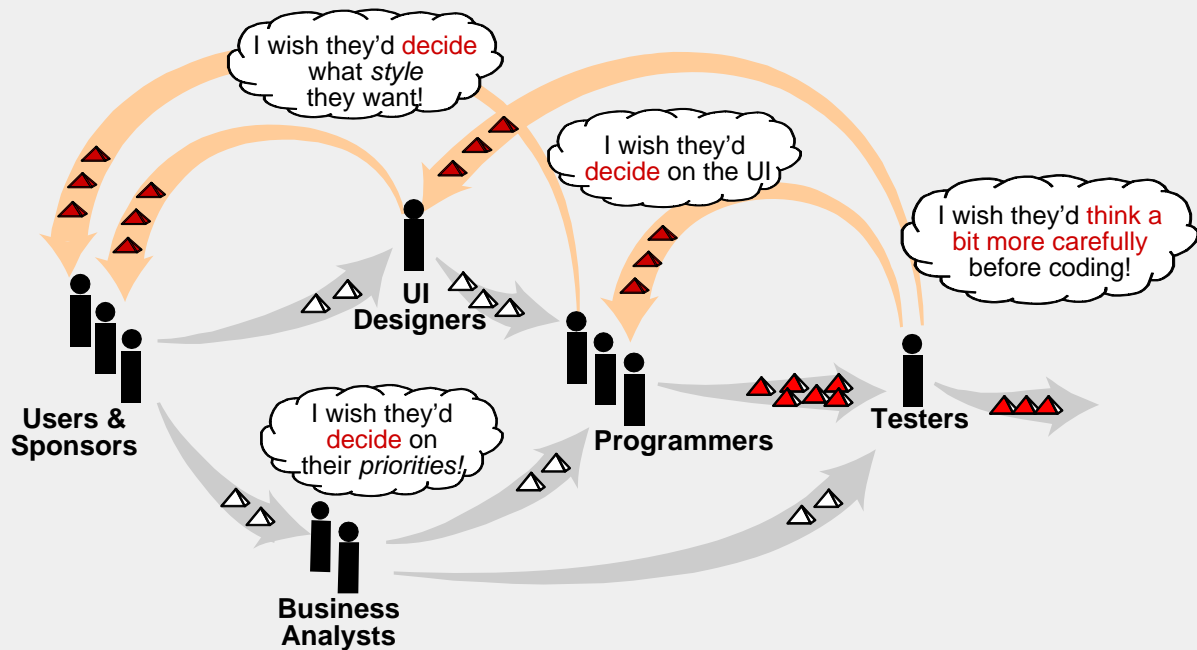 I wish they'd decide
what style
they want!
I wish they'd
decide on the UI
I wish they'd think a
bit more carefully
before coding!
UI
Designers
Users &
Sponsors
I wish they'd
decide on
their priorities!
Programmers
Testers
Business
Analysts